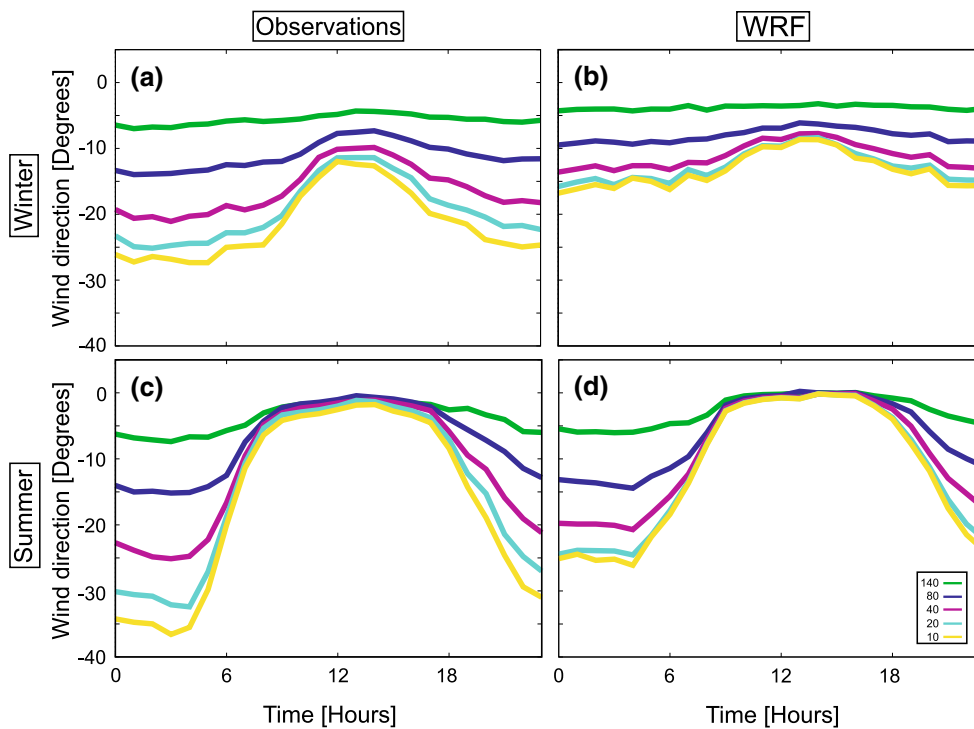 Observations
WRF
Winter
Wind direction [Degrees]
(a)
0
-10
-20
-30
-40
(b)
Summer
Wind direction [Degrees]
(c)
0
-10
-20
-30
-40
0
6
12
18
Time [Hours]
(d)
140
80
40
20
10
0
6
12
18
Time [Hours]